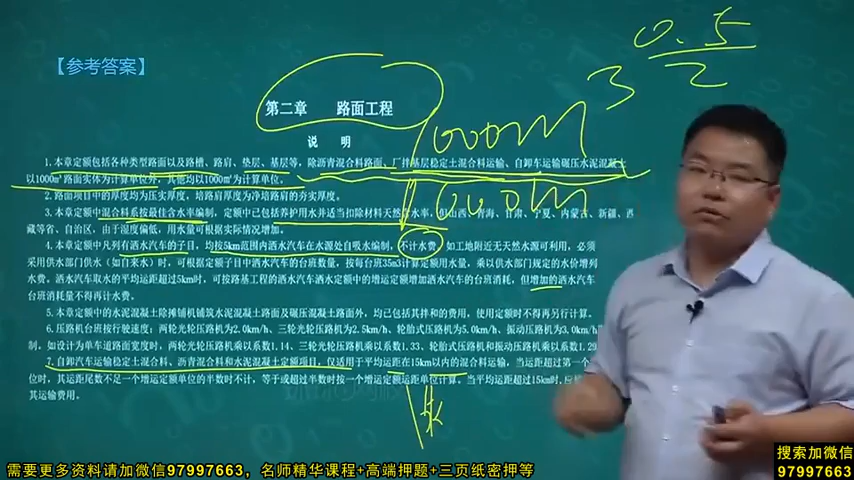 【参考答案】
0.5
2
1000m³
第二章 路面工程
说 明
1.本章定额包括各种类型路面以及路槽、路肩、垫层、基层等，除沥青混合料路面、厂拌基层稳定土混合料运输、自卸车运输碾压水泥混凝土
以1000m³路面实体为计算单位外，其他均以1000m²为计算单位。
1000m
2.路面项目中的厚度均为压实厚度，培路肩厚度为净培路肩的夯实厚度。
3.本章定额中混合料系按最佳含水率编制，定额中已包括养护用水并适当扣除材料天然含水率，但山西、青海、甘肃、宁夏、内蒙古、新疆、西
藏等省、自治区，由于湿度偏低，用水量可根据实际情况增加。
4.本章定额中凡列有洒水汽车的子目，均按5km范围内洒水汽车在水源处自吸水编制，不计水费。如工地附近无天然水源可利用，必须
采用供水部门供水（如自来水）时，可根据定额子目中洒水汽车的台班数量，按每台班35m3计算定额用水量，乘以供水部门规定的水价增列
水费。洒水汽车取水的平均运距超过5km时，可按路基工程的洒水汽车洒水定额中的增运定额增加洒水汽车的台班消耗，但增加的洒水汽车
台班消耗量不得再计水费。
5.本章定额中的水泥混凝土除摊铺机铺筑水泥混凝土路面及碾压混凝土路面外，均已包括其拌和的费用，使用定额时不得再另行计算。
6.压路机台班按行驶速度：两轮光轮压路机为2.0km/h、三轮光轮压路机为2.5km/h、轮胎式压路机为5.0km/h、振动压路机为3.0km/h
制。如设计为单车道路面宽度时，两轮光轮压路机乘以系数1.14、三轮光轮压路机乘以系数1.33、轮胎式压路机和振动压路机乘以系数1.29
7.自卸汽车运输稳定土混合料、沥青混合料和水泥混凝土定额项目，仅适用于平均运距在15km以内的混合料运输，当运距超过第一个
位时，其运距尾数不足一个增运定额单位的半数时不计，等于或超过半数时按一个增运定额运距单位计算。当平均运距超过15km时，应
其运输费用。
需要更多资料请加微信97997663，名师精华课程+高端押题+三页纸密押等
搜索加微信
97997663